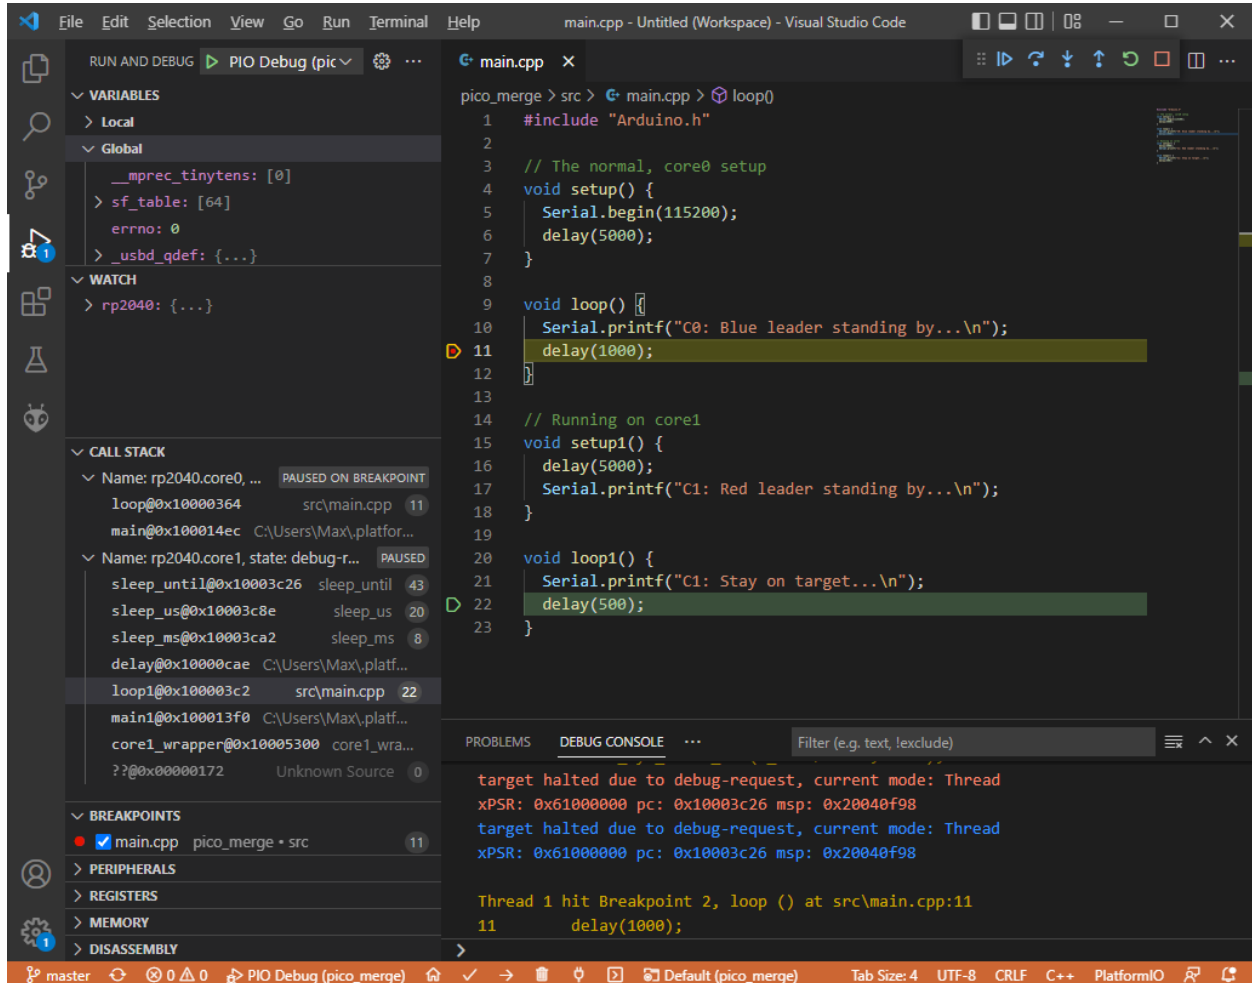 File Edit Selection View Go Run Terminal Help main.cpp - Untitled (Workspace) - Visual Studio Code
RUN AND DEBUG PIO Debug (pic
VARIABLES
Local
Global
__mprec_tinytens: [0]
sf_table: [64]
errno: 0
_usbd_qdef: {...}
WATCH
rp2040: {...}
CALL STACK
Name: rp2040.core0, ... PAUSED ON BREAKPOINT
loop@0x10000364 src\main.cpp 11
main@0x100014ec C:\Users\Max\.platfor...
Name: rp2040.core1, state: debug-r... PAUSED
sleep_until@0x10003c26 sleep_until 43
sleep_us@0x10003c8e sleep_us 20
sleep_ms@0x10003ca2 sleep_ms 8
delay@0x10000cae C:\Users\Max\.platf...
loop1@0x100003c2 src\main.cpp 22
main1@0x100013f0 C:\Users\Max\.platf...
core1_wrapper@0x10005300 core1_wra...
??@0x00000172 Unknown Source 0
BREAKPOINTS
main.cpp pico_merge • src 11
PERIPHERALS
REGISTERS
MEMORY
DISASSEMBLY
1
1
main.cpp
pico_merge > src > main.cpp > loop()
1 #include "Arduino.h"
2
3 // The normal, core0 setup
4 void setup() {
5 Serial.begin(115200);
6 delay(5000);
7 }
8
9 void loop() {
10 Serial.printf("C0: Blue leader standing by...\n");
11 delay(1000);
12 }
13
14 // Running on core1
15 void setup1() {
16 delay(5000);
17 Serial.printf("C1: Red leader standing by...\n");
18 }
19
20 void loop1() {
21 Serial.printf("C1: Stay on target...\n");
22 delay(500);
23 }
PROBLEMS DEBUG CONSOLE ... Filter (e.g. text, !exclude)
target halted due to debug-request, current mode: Thread
xPSR: 0x61000000 pc: 0x10003c26 msp: 0x20040f98
target halted due to debug-request, current mode: Thread
xPSR: 0x61000000 pc: 0x10003c26 msp: 0x20040f98
Thread 1 hit Breakpoint 2, loop () at src\main.cpp:11
11 delay(1000);
master 0 0 PIO Debug (pico_merge) Default (pico_merge) Tab Size: 4 UTF-8 CRLF C++ PlatformIO